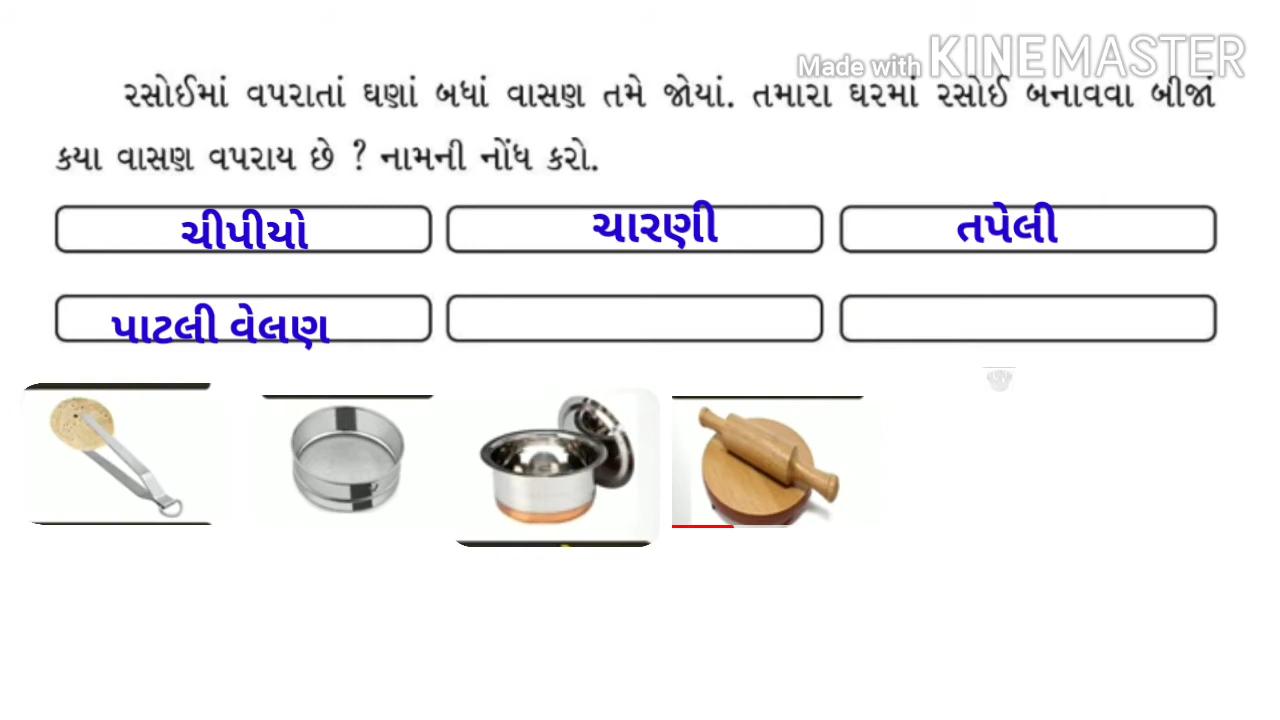 Made with KINEMASTER
રસોઈમાં વપરાતાં ઘણાં બધાં વાસણ તમે જોયાં. તમારા ઘરમાં રસોઈ બનાવવા બીજાં
કયા વાસણ વપરાય છે ? નામની નોંધ કરો.
ચીપીયો
ચારણી
તપેલી
પાટલી વેલણ